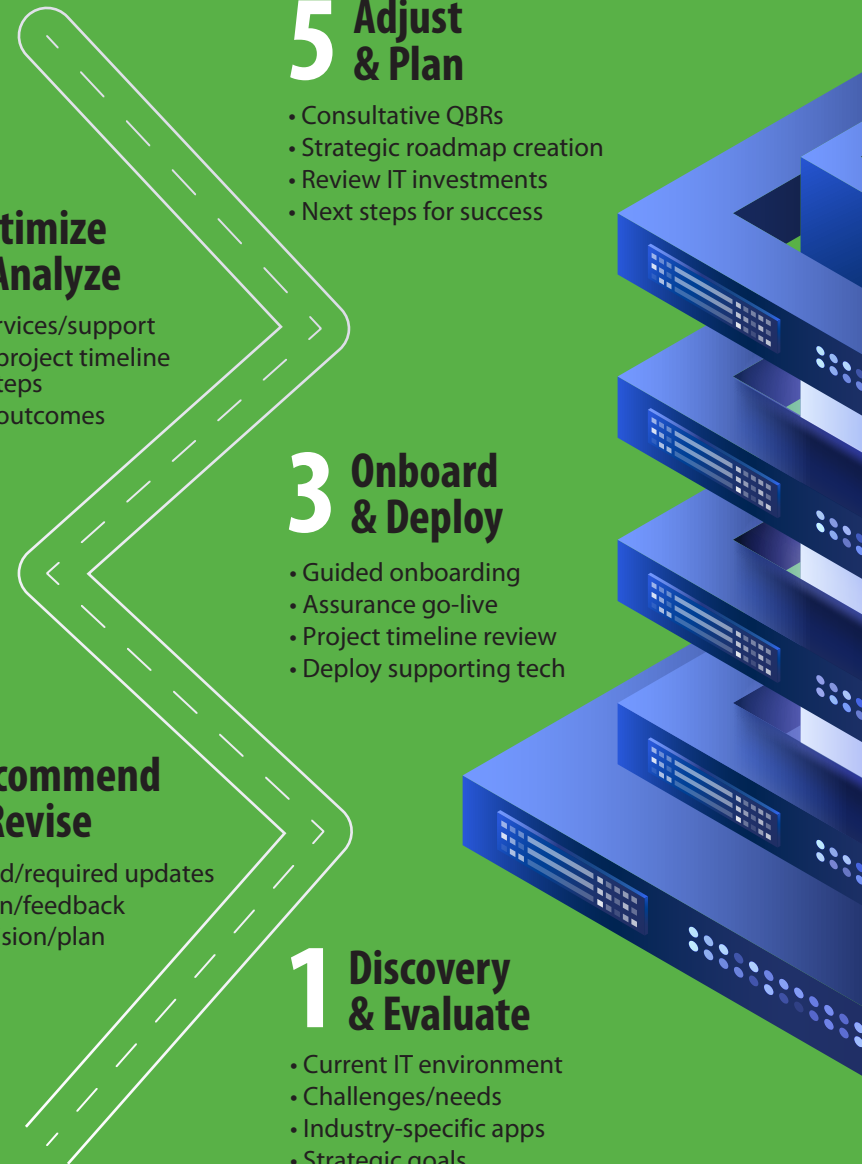 5 Adjust
& Plan
• Consultative QBRs
• Strategic roadmap creation
• Review IT investments
• Next steps for success
timize
Analyze
rvices/support
project timeline
teps
outcomes
3 Onboard
& Deploy
• Guided onboarding
• Assurance go-live
• Project timeline review
• Deploy supporting tech
commend
Revise
d/required updates
n/feedback
sion/plan
1 Discovery
& Evaluate
• Current IT environment
• Challenges/needs
• Industry-specific apps
• Strategic goals